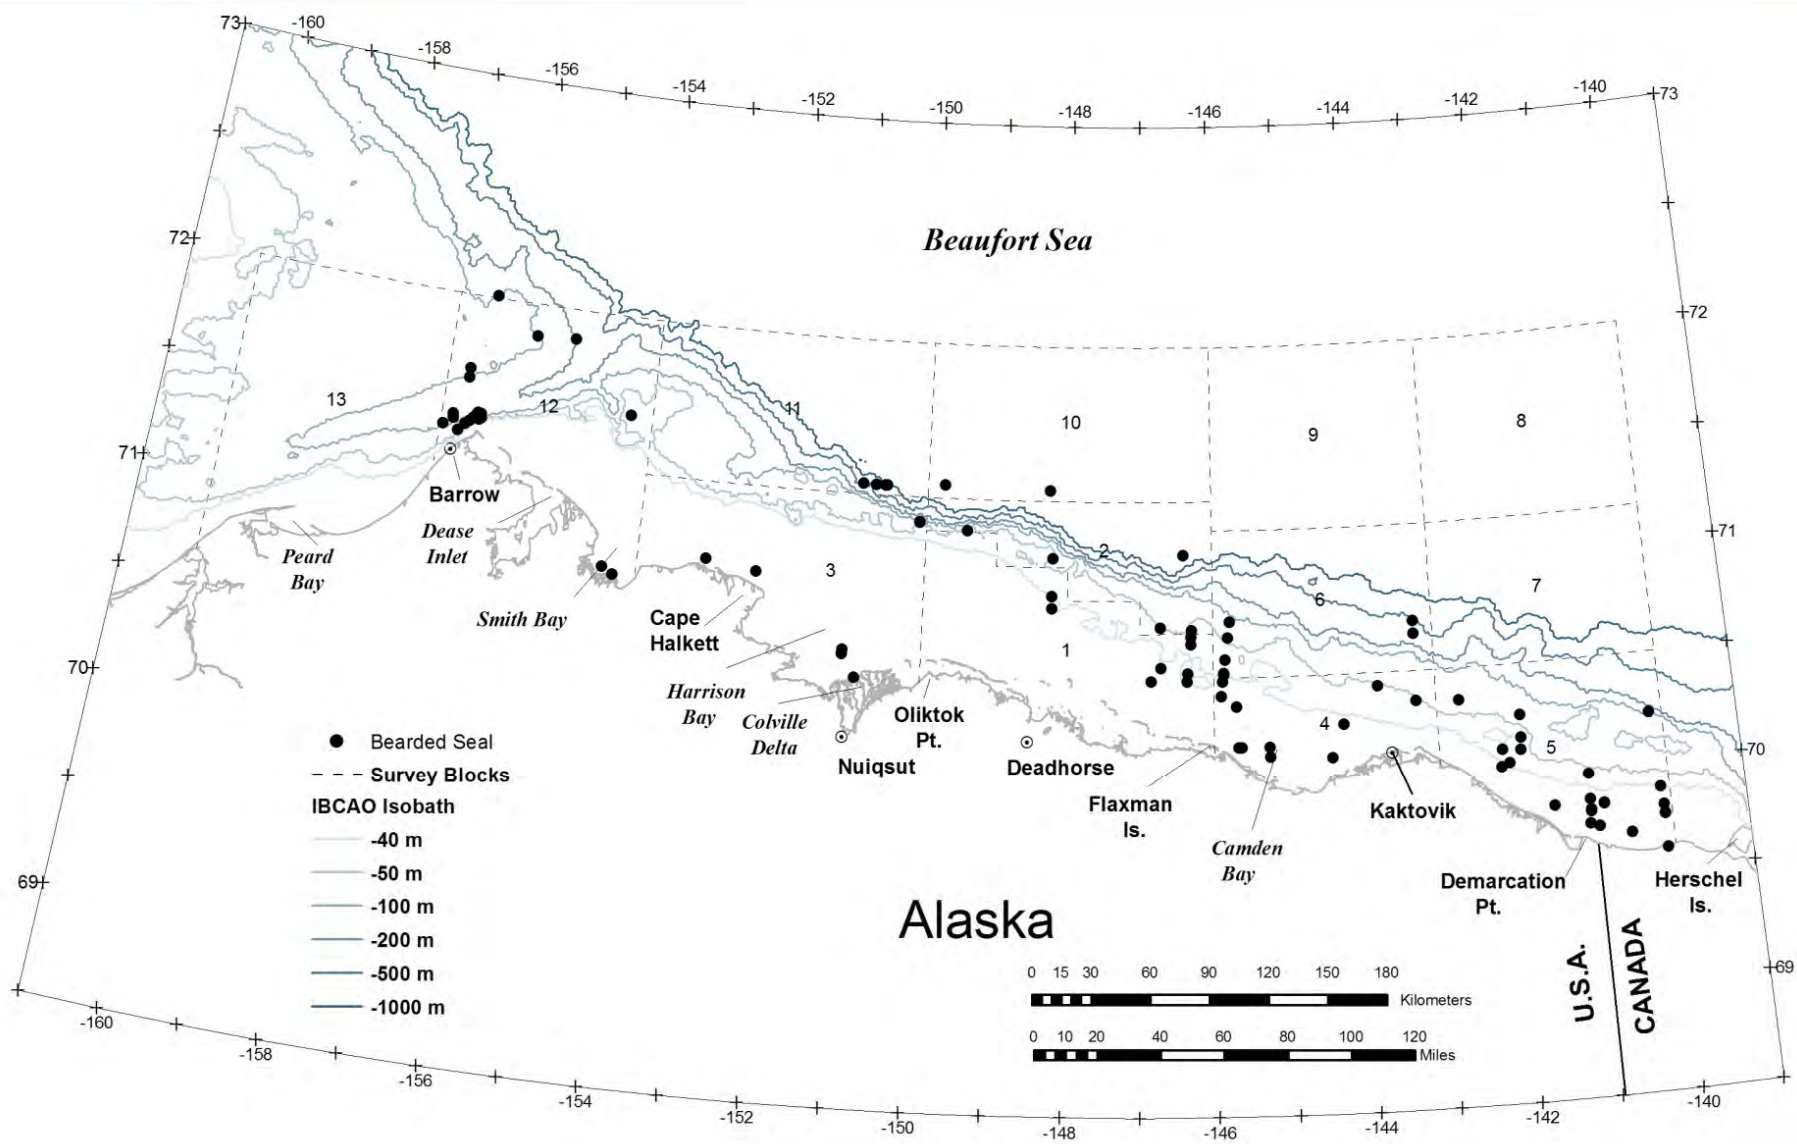 73
-160
-158
-156
-154
-152
-150
-148
-146
-144
-142
-140
73
72
Beaufort Sea
72
13
12
11
10
9
8
71
71
Barrow
Dease
Inlet
Peard
Bay
Smith Bay
Cape
Halkett
3
2
6
7
1
70
Harrison
Bay
Colville
Delta
Oliktok
Pt.
Nuiqsut
Deadhorse
Flaxman
Is.
4
5
70
Kaktovik
Camden
Bay
Demarcation
Pt.
Herschel
Is.
Bearded Seal
Survey Blocks
IBCAO Isobath
-40 m
-50 m
-100 m
-200 m
-500 m
-1000 m
69
Alaska
U.S.A.
CANADA
69
0 15 30 60 90 120 150 180
Kilometers
0 10 20 40 60 80 100 120
Miles
-160
-158
-156
-154
-152
-150
-148
-146
-144
-142
-140